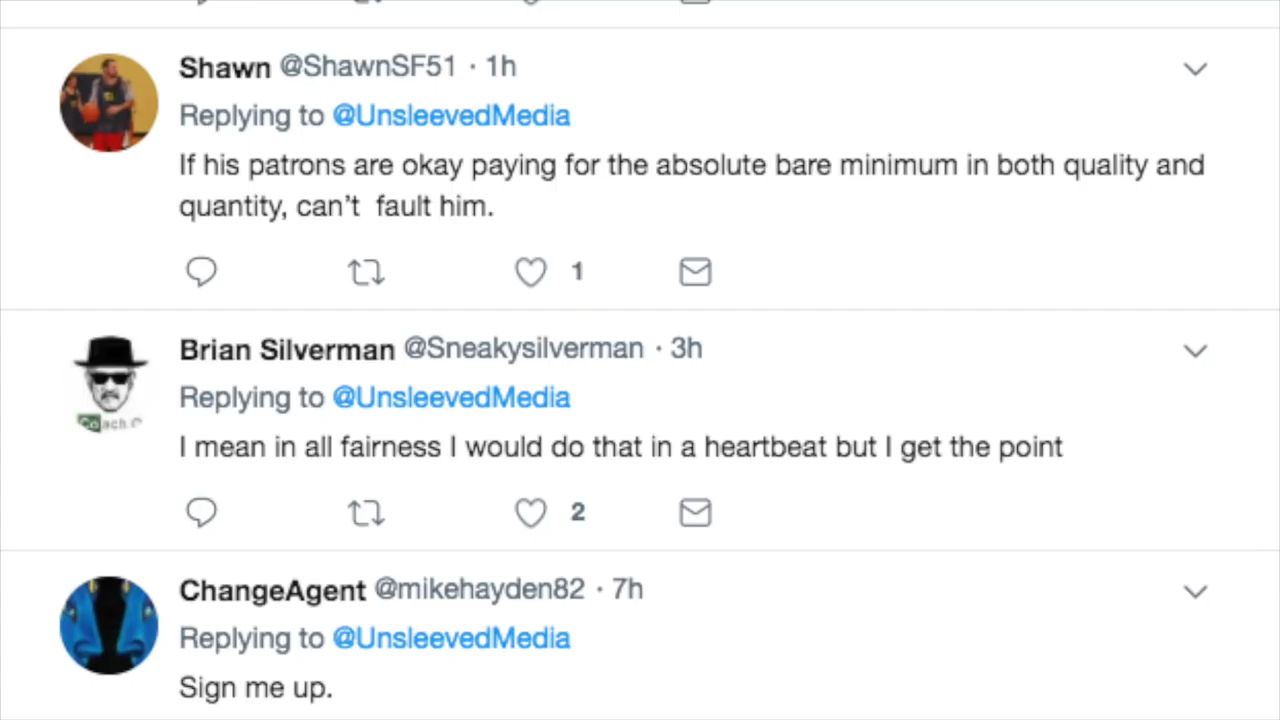 Shawn @ShawnSF51 · 1h
Replying to @UnsleevedMedia
If his patrons are okay paying for the absolute bare minimum in both quality and
quantity, can't  fault him.
1
Brian Silverman @Sneakysilverman · 3h
Replying to @UnsleevedMedia
I mean in all fairness I would do that in a heartbeat but I get the point
Coach.C
2
ChangeAgent @mikehayden82 · 7h
Replying to @UnsleevedMedia
Sign me up.